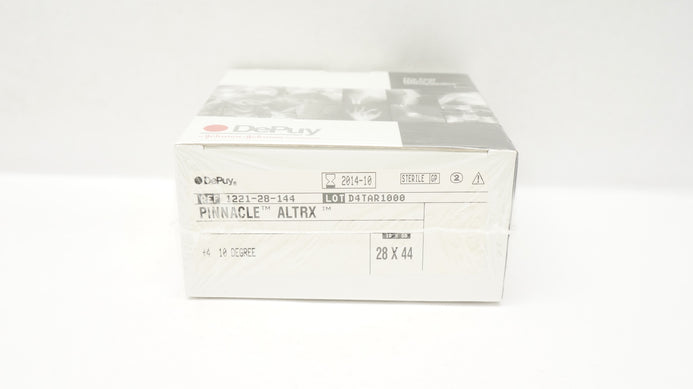 DePuy
DePuy
2014-10
STERILE GP
2
REF 1221-28-144 LOT D4TAR1000
PINNACLE™ ALTRX™
+4 10 DEGREE
28 X 44